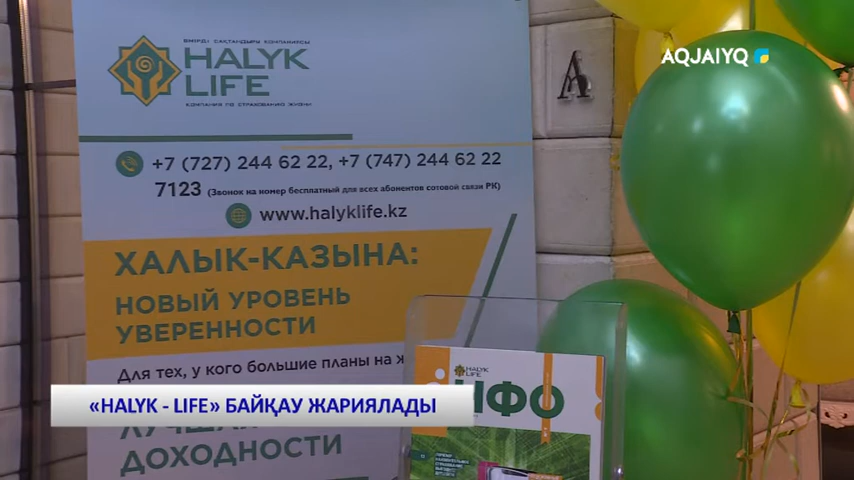 ӨМІРДІ САҚТАНДЫРУ КОМПАНИЯСЫ
HALYK
LIFE
КОМПАНИЯ ПО СТРАХОВАНИЮ ЖИЗНИ
A
AQJAIYQ
+7 (727) 244 62 22, +7 (747) 244 62 22
7123 (Звонок на номер бесплатный для всех абонентов сотовой связи РК)
www.halyklife.kz
ХАЛЫК-КАЗЫНА:
НОВЫЙ УРОВЕНЬ
УВЕРЕННОСТИ
Для тех, у кого большие планы на
HALYK
LIFE
ИНФО
«HALYK - LIFE» БАЙҚАУ ЖАРИЯЛАДЫ
ДОХОДНОСТИ